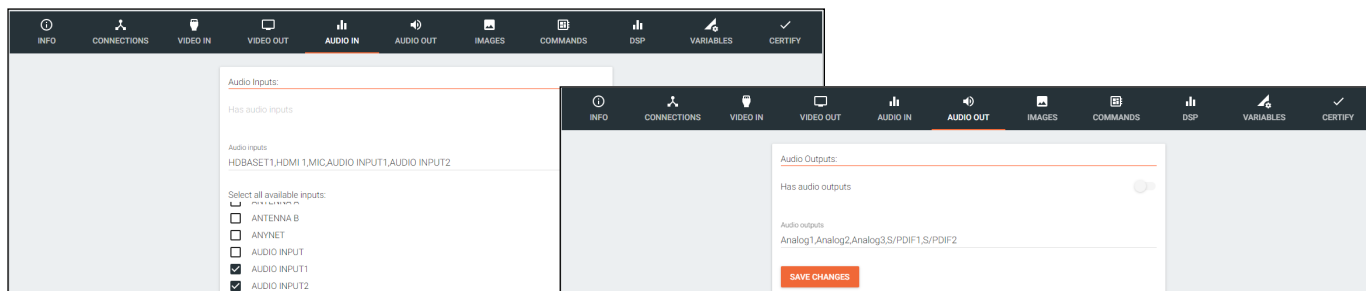 INFO CONNECTIONS VIDEO IN VIDEO OUT AUDIO IN AUDIO OUT IMAGES COMMANDS DSP VARIABLES CERTIFY
Audio Inputs:
Has audio inputs
Audio inputs
HDBASET1,HDMI 1,MIC,AUDIO INPUT1,AUDIO INPUT2
Select all available inputs:
ANTENNA B
ANYNET
AUDIO INPUT
AUDIO INPUT1
AUDIO INPUT2
INFO CONNECTIONS VIDEO IN VIDEO OUT AUDIO IN AUDIO OUT IMAGES COMMANDS DSP VARIABLES CERTIFY
Audio Outputs:
Has audio outputs
Audio outputs
Analog1,Analog2,Analog3,S/PDIF1,S/PDIF2
SAVE CHANGES